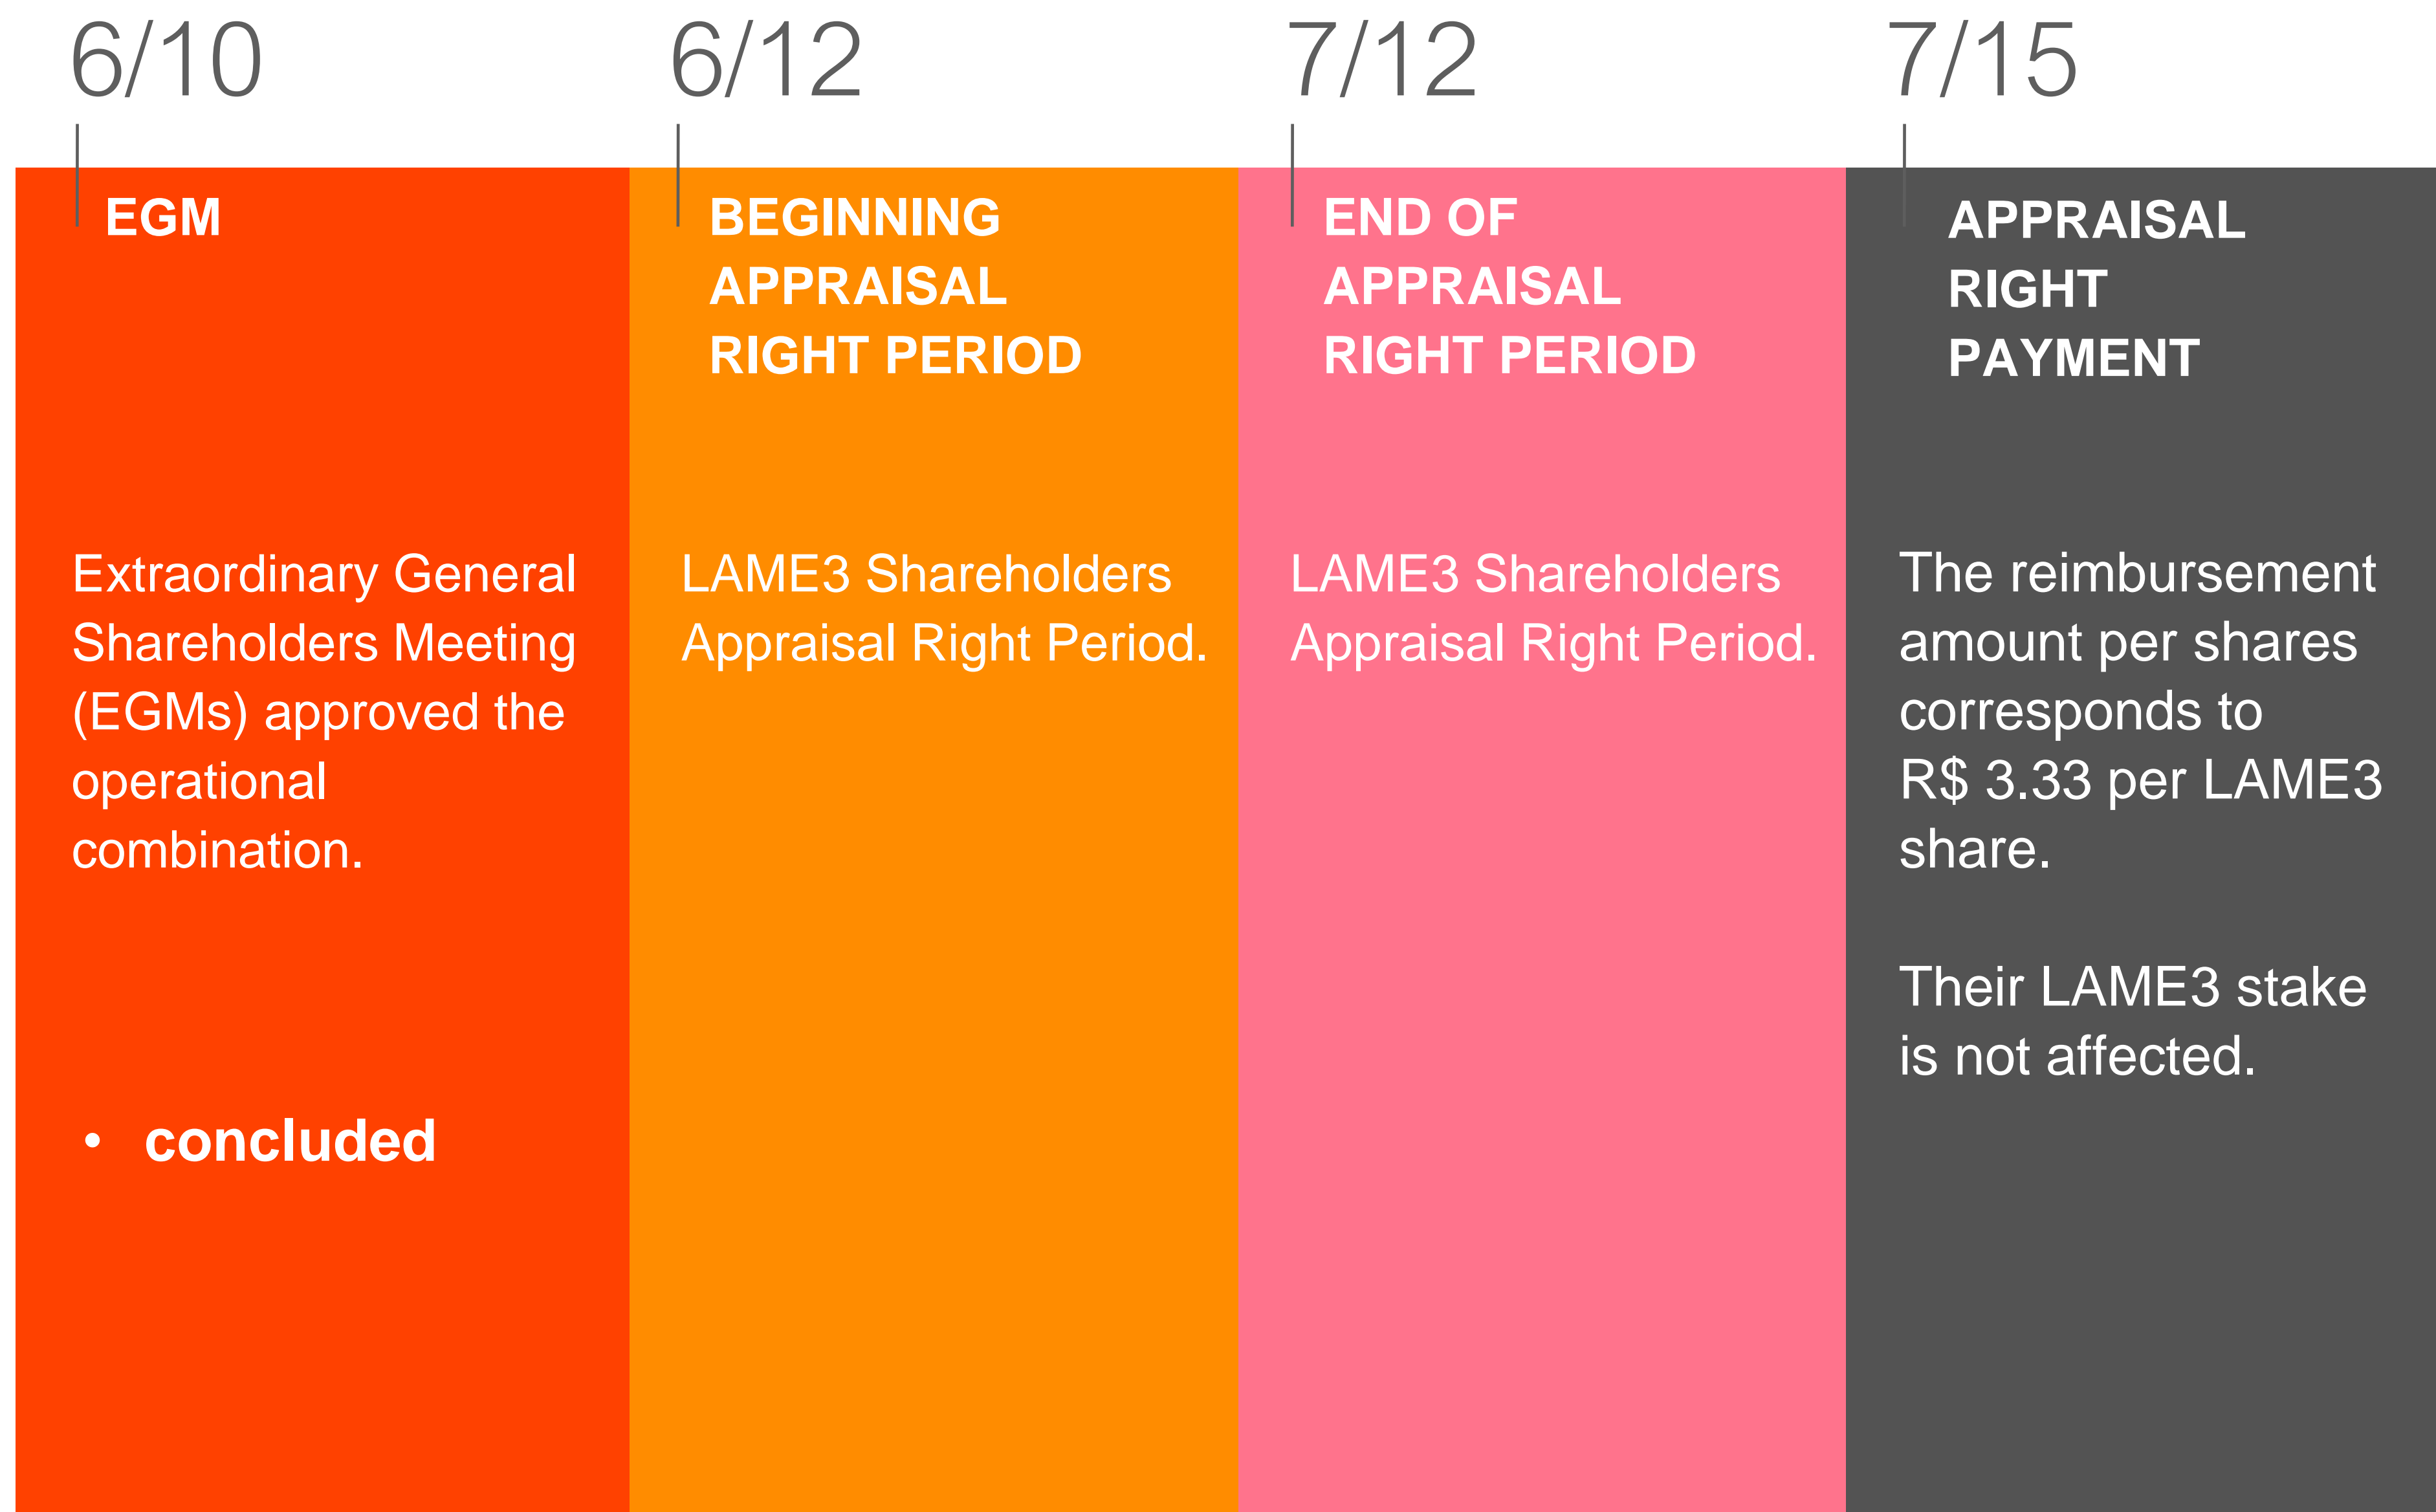 6/10
EGM
Extraordinary General
Shareholders Meeting
(EGMs) approved the
operational
combination.
• concluded
6/12
BEGINNING
APPRAISAL
RIGHT PERIOD
LAME3 Shareholders
Appraisal Right Period.
7/12
END OF
APPRAISAL
RIGHT PERIOD
LAME3 Shareholders
Appraisal Right Period.
7/15
APPRAISAL
RIGHT
PAYMENT
The reimbursement
amount per shares
corresponds to
R$ 3.33 per LAME3
share.
Their LAME3 stake
is not affected.